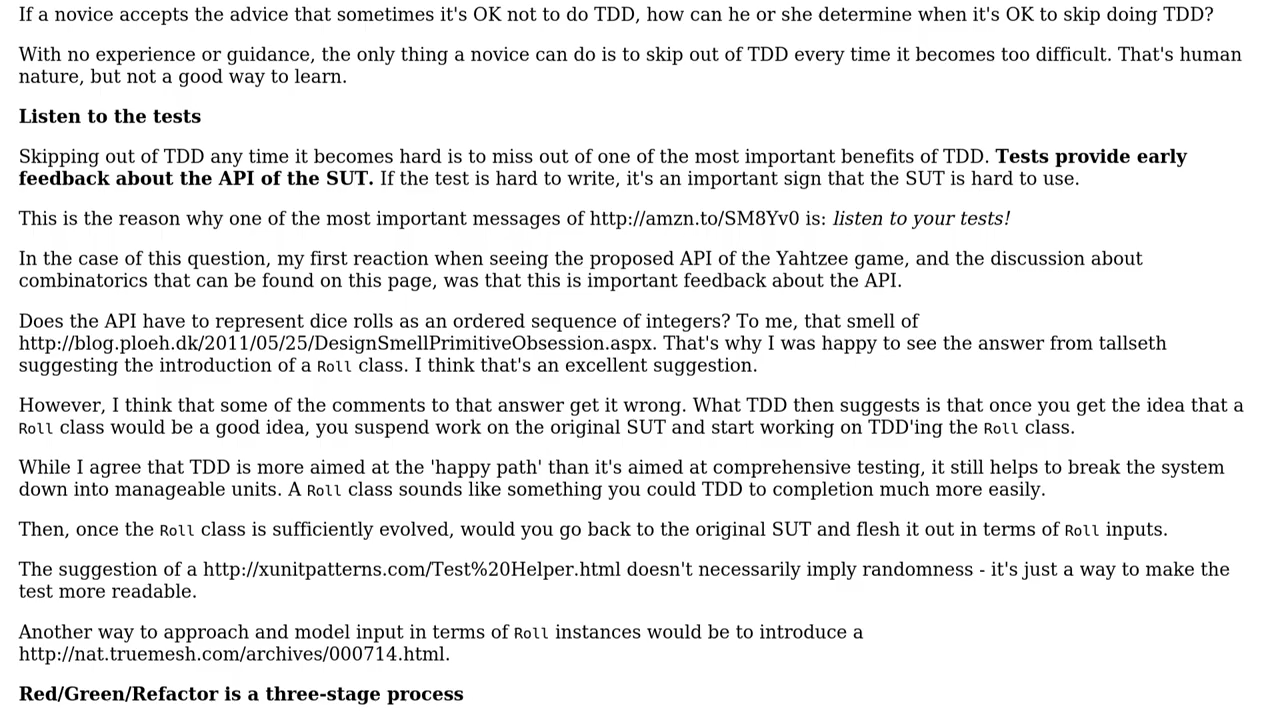 If a novice accepts the advice that sometimes it's OK not to do TDD, how can he or she determine when it's OK to skip doing TDD?
With no experience or guidance, the only thing a novice can do is to skip out of TDD every time it becomes too difficult. That's human
nature, but not a good way to learn.
Listen to the tests
Skipping out of TDD any time it becomes hard is to miss out of one of the most important benefits of TDD. Tests provide early
feedback about the API of the SUT. If the test is hard to write, it's an important sign that the SUT is hard to use.
This is the reason why one of the most important messages of http://amzn.to/SM8Yv0 is: listen to your tests!
In the case of this question, my first reaction when seeing the proposed API of the Yahtzee game, and the discussion about
combinatorics that can be found on this page, was that this is important feedback about the API.
Does the API have to represent dice rolls as an ordered sequence of integers? To me, that smell of
http://blog.ploeh.dk/2011/05/25/DesignSmellPrimitiveObsession.aspx. That's why I was happy to see the answer from tallseth
suggesting the introduction of a Roll class. I think that's an excellent suggestion.
However, I think that some of the comments to that answer get it wrong. What TDD then suggests is that once you get the idea that a
Roll class would be a good idea, you suspend work on the original SUT and start working on TDD'ing the Roll class.
While I agree that TDD is more aimed at the 'happy path' than it's aimed at comprehensive testing, it still helps to break the system
down into manageable units. A Roll class sounds like something you could TDD to completion much more easily.
Then, once the Roll class is sufficiently evolved, would you go back to the original SUT and flesh it out in terms of Roll inputs.
The suggestion of a http://xunitpatterns.com/Test%20Helper.html doesn't necessarily imply randomness - it's just a way to make the
test more readable.
Another way to approach and model input in terms of Roll instances would be to introduce a
http://nat.truemesh.com/archives/000714.html.
Red/Green/Refactor is a three-stage process